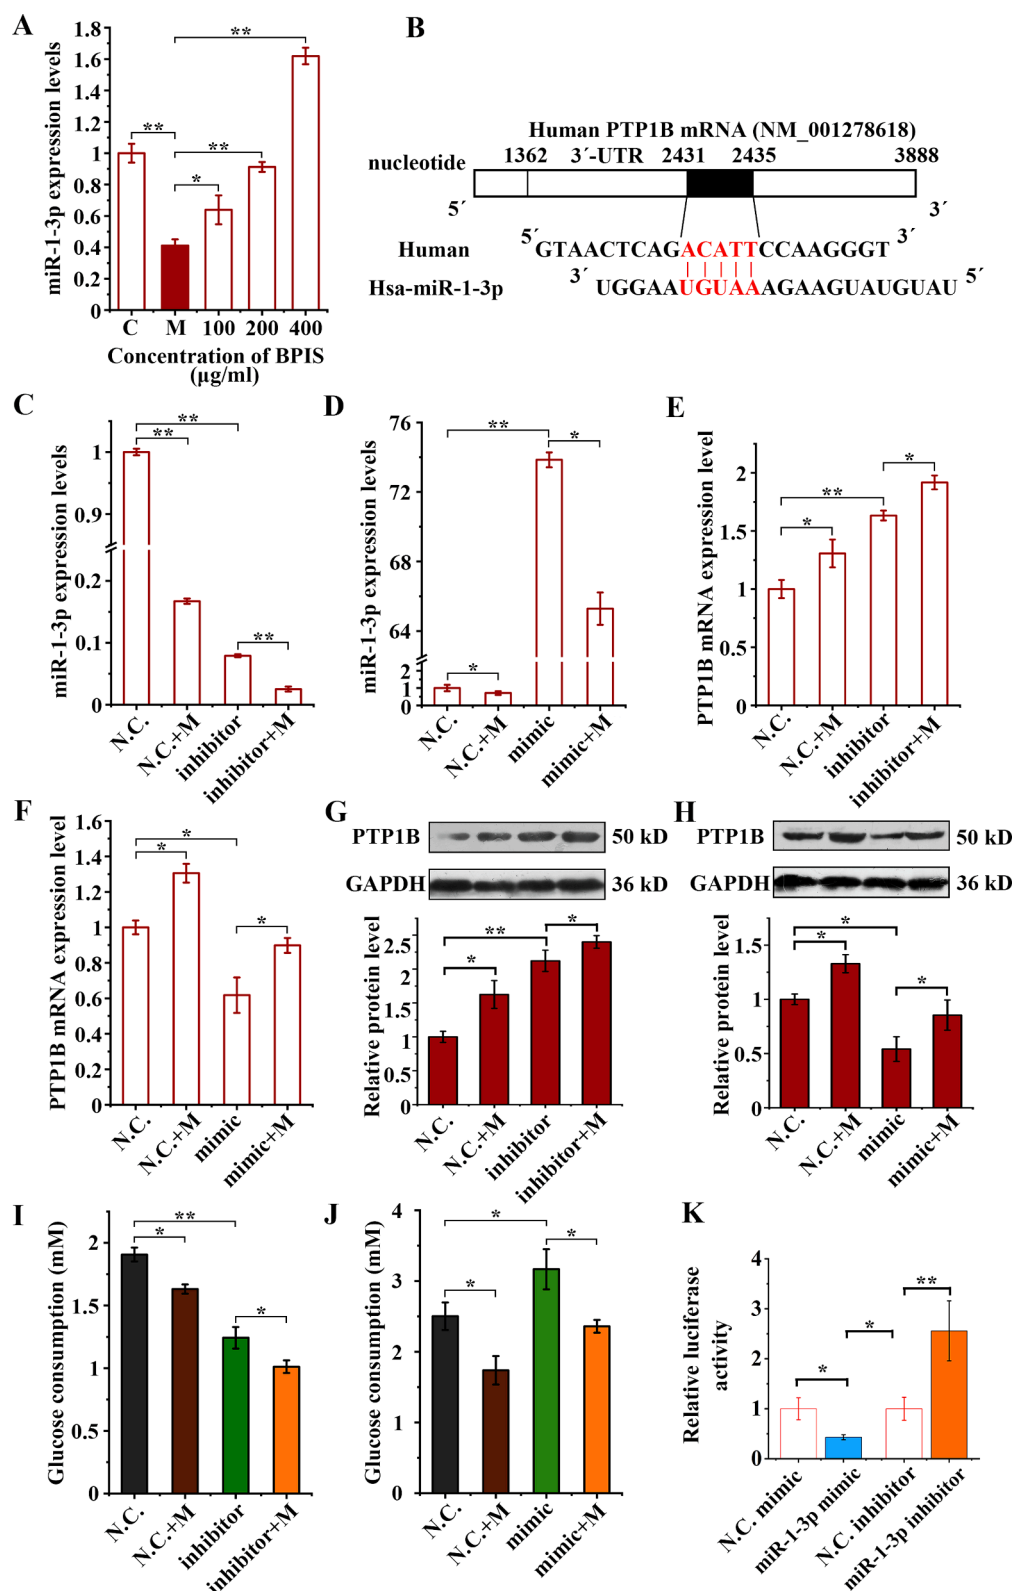 A
miR-1-3p expression levels
1.8
1.6
1.4
1.2
1
0.8
0.6
0.4
0.2
0
** ** ** *
C M 100 200 400
Concentration of BPIS
(μg/ml)
B
Human PTP1B mRNA (NM_001278618)
nucleotide 1362 3´-UTR 2431 2435 3888
5´ 3´
Human 5´ GTAACTCAGACATTCCAAGGGT 3´
Hsa-miR-1-3p 3´ UGGAAUGUAAAGAAGUAUGUAU 5´
C
miR-1-3p expression levels
1
0.9
0.2
0.1
0
** ** **
N.C. N.C.+M inhibitor inhibitor+M
D
miR-1-3p expression levels
76
72
68
64
2
1
0
** * *
N.C. N.C.+M mimic mimic+M
E
PTP1B mRNA expression level
2
1.5
1
0.5
0
* ** *
N.C. N.C.+M inhibitor inhibitor+M
F
PTP1B mRNA expression level
1.6
1.4
1.2
1
0.8
0.6
0.4
0.2
0
* * *
N.C. N.C.+M mimic mimic+M
G
PTP1B 50 kD
GAPDH 36 kD
Relative protein level
2.5
2
1.5
1
0.5
0
** * *
N.C. N.C.+M inhibitor inhibitor+M
H
PTP1B 50 kD
GAPDH 36 kD
Relative protein level
1.5
1
0.5
0
* * *
N.C. N.C.+M mimic mimic+M
I
Glucose consumption (mM)
2
1.5
1
0.5
0
** * *
N.C. N.C.+M inhibitor inhibitor+M
J
Glucose consumption (mM)
4
3
2
1
0
* * *
N.C. N.C.+M mimic mimic+M
K
Relative luciferase
activity
4
3
2
1
0
* * **
N.C. mimic miR-1-3p mimic N.C. inhibitor miR-1-3p inhibitor